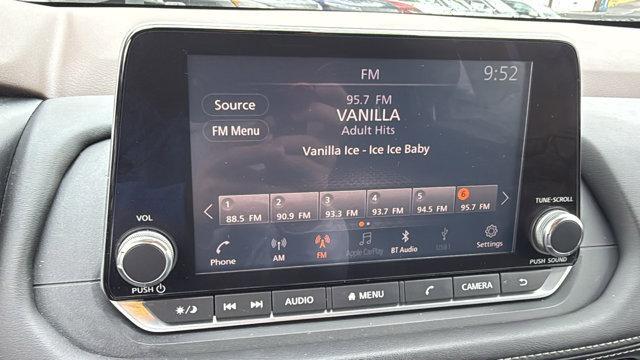 FM 9:52
Source
95.7 FM
VANILLA
FM Menu
Adult Hits
Vanilla Ice - Ice Ice Baby
1 2 3 4 5 6
88.5 FM 90.9 FM 93.3 FM 93.7 FM 94.5 FM 95.7 FM
Phone AM FM Apple CarPlay BT Audio USB 1 Settings
VOL
PUSH
TUNE-SCROLL
PUSH SOUND
AUDIO MENU CAMERA